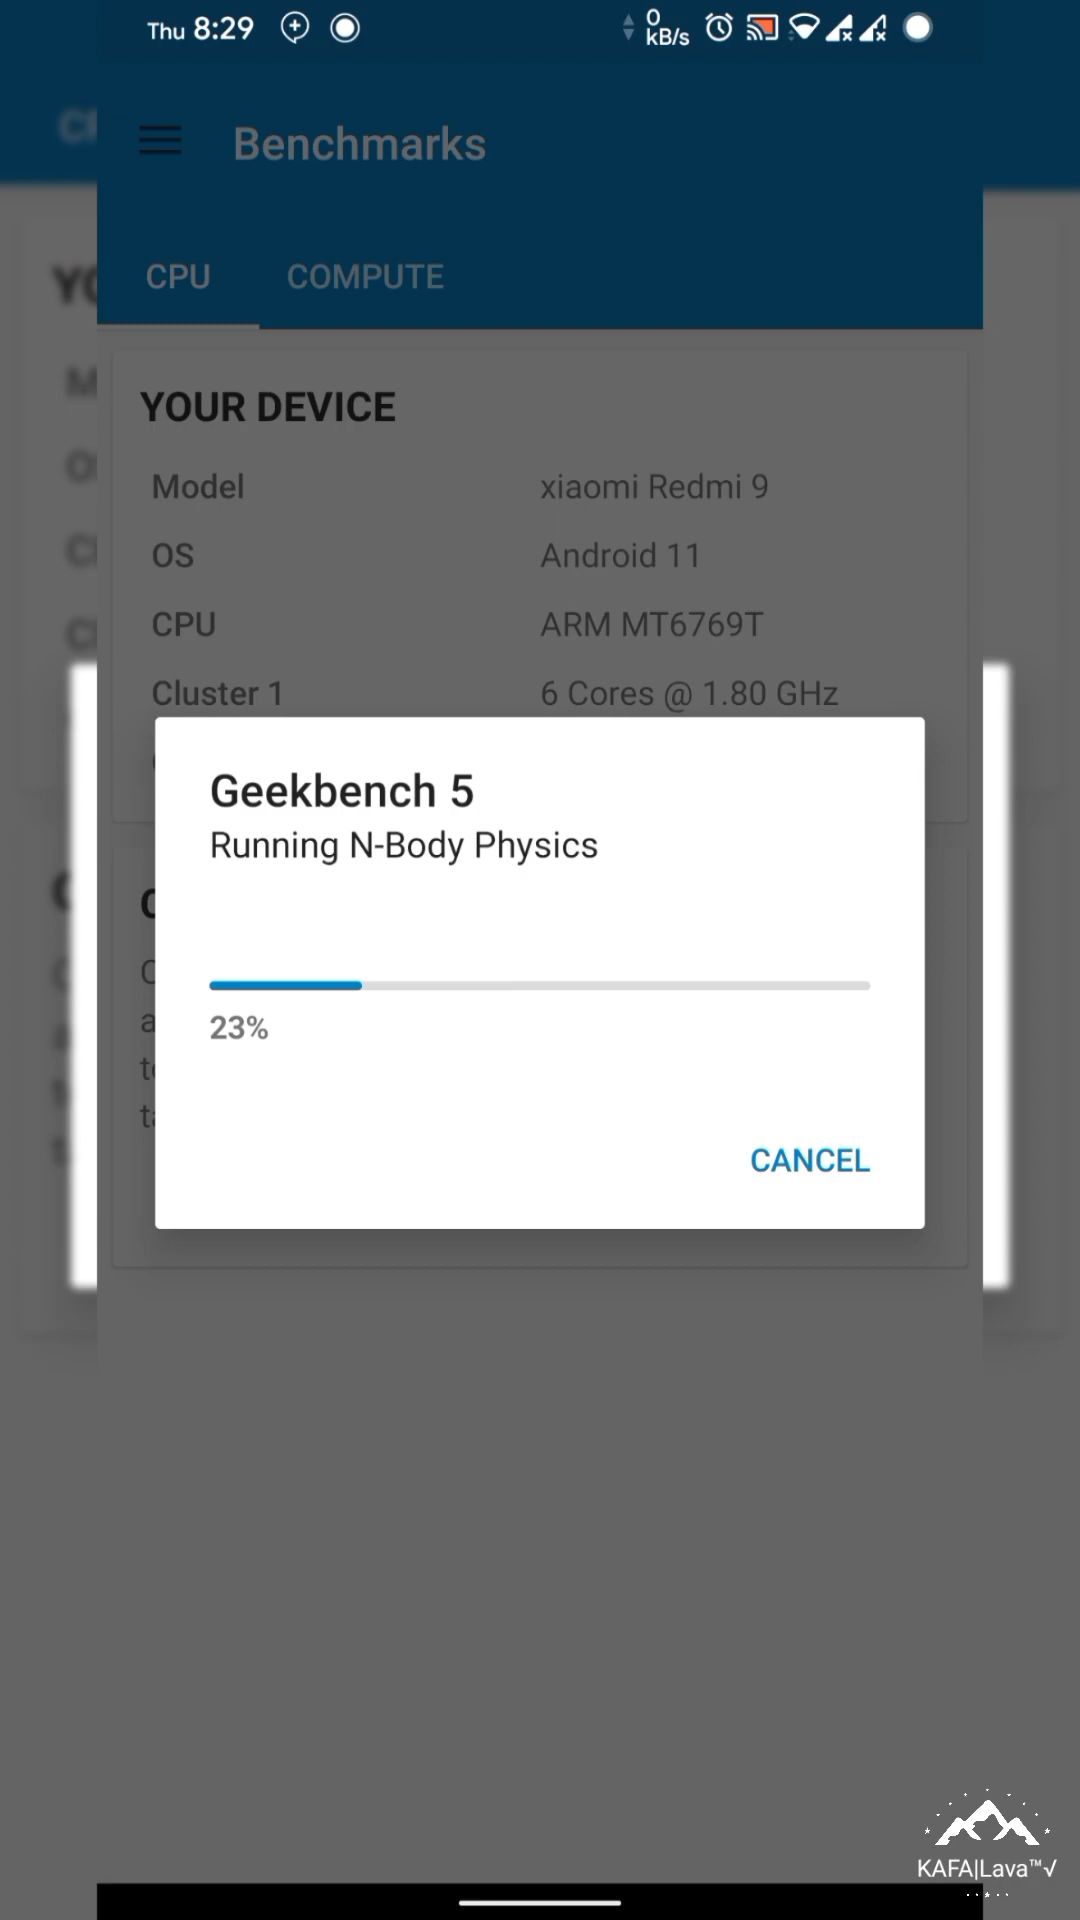 Thu 8:29
0
kB/s
Benchmarks
CPU
COMPUTE
YOUR DEVICE
Model
xiaomi Redmi 9
OS
Android 11
CPU
ARM MT6769T
Cluster 1
6 Cores @ 1.80 GHz
Geekbench 5
Running N-Body Physics
23%
CANCEL
KAFA|Lava™√